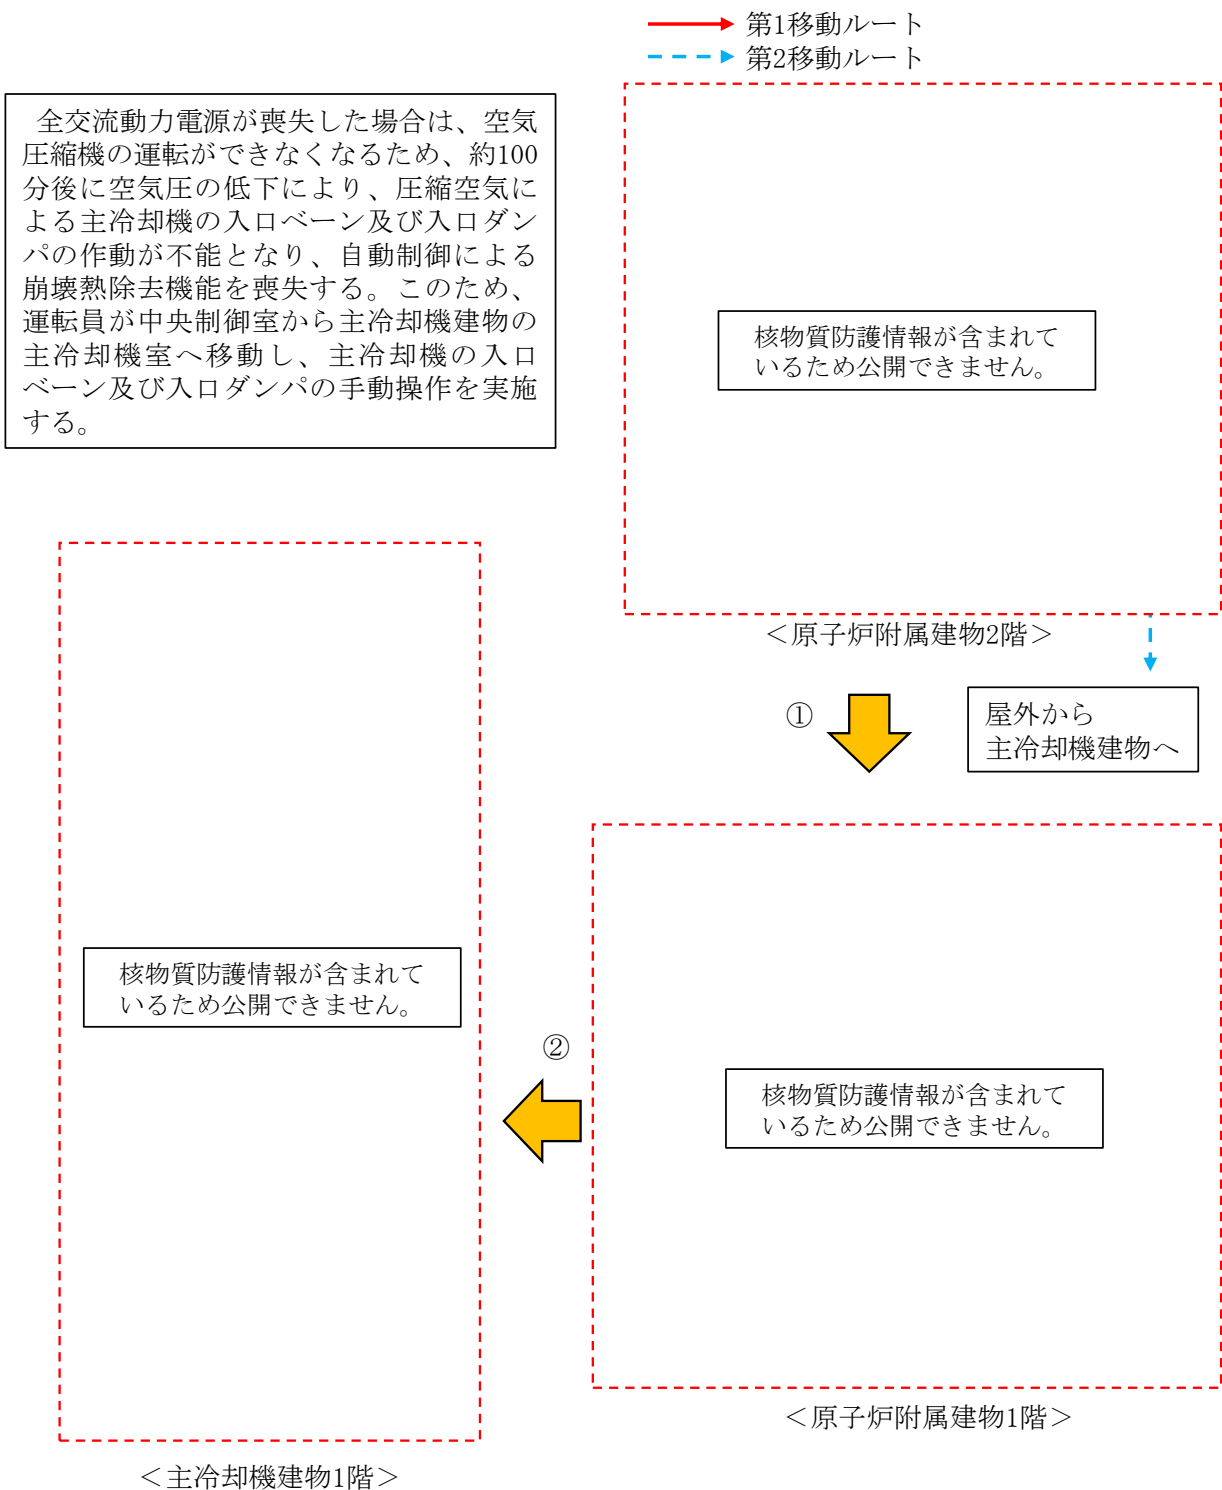 第1移動ルート
第2移動ルート
全交流動力電源が喪失した場合は、空気
圧縮機の運転ができなくなるため、約100
分後に空気圧の低下により、圧縮空気に
よる主冷却機の入口ベーン及び入口ダン
パの作動が不能となり、自動制御による
崩壊熱除去機能を喪失する。このため、
運転員が中央制御室から主冷却機建物の
主冷却機室へ移動し、主冷却機の入口
ベーン及び入口ダンパの手動操作を実施
する。
核物質防護情報が含まれて
いるため公開できません。
＜原子炉附属建物2階＞
①
屋外から
主冷却機建物へ
核物質防護情報が含まれて
いるため公開できません。
②
核物質防護情報が含まれて
いるため公開できません。
＜原子炉附属建物1階＞
＜主冷却機建物1階＞